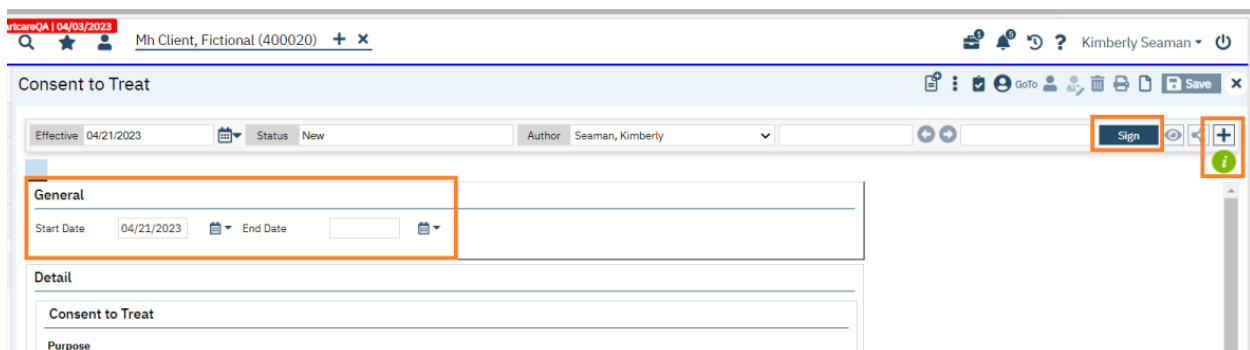 artcareQA | 04/03/2023
Mh Client, Fictional (400020)
1 5 ? Kimberly Seaman
Consent to Treat
GoTo Save
Effective 04/21/2023 Status New Author Seaman, Kimberly Sign
i
General
Start Date 04/21/2023 End Date
Detail
Consent to Treat
Purpose